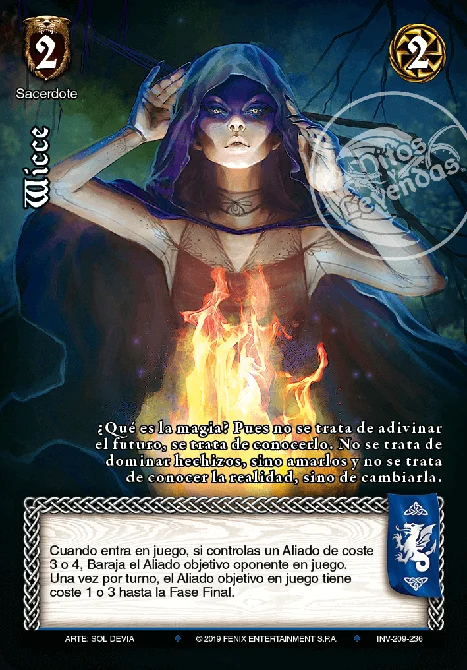 2
2
Sacerdote
Wicce
Mitos
y
Leyendas
¿Qué es la magia? Pues no se trata de adivinar
el futuro, se trata de conocerlo. No se trata de
dominar hechizos, sino amarlos y no se trata
de conocer la realidad, sino de cambiarla.
Cuando entra en juego, si controlas un Aliado de coste
3 o 4, Baraja el Aliado objetivo oponente en juego.
Una vez por turno, el Aliado objetivo en juego tiene
coste 1 o 3 hasta la Fase Final.
ARTE: SOL DEVIA
© 2019 FENIX ENTERTAINMENT S.P.A.
INV-209-236